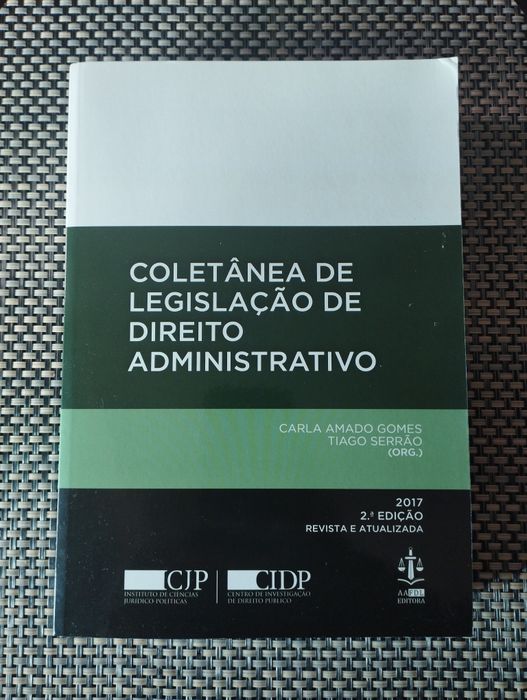 COLETÂNEA DE
LEGISLAÇÃO DE
DIREITO
ADMINISTRATIVO
CARLA AMADO GOMES
TIAGO SERRÃO
(ORG.)
2017
2.ª EDIÇÃO
REVISTA E ATUALIZADA
CJP
INSTITUTO DE CIÊNCIAS
JURÍDICO-POLÍTICAS
CIDP
CENTRO DE INVESTIGAÇÃO
DE DIREITO PÚBLICO
AAFDL
EDITORA